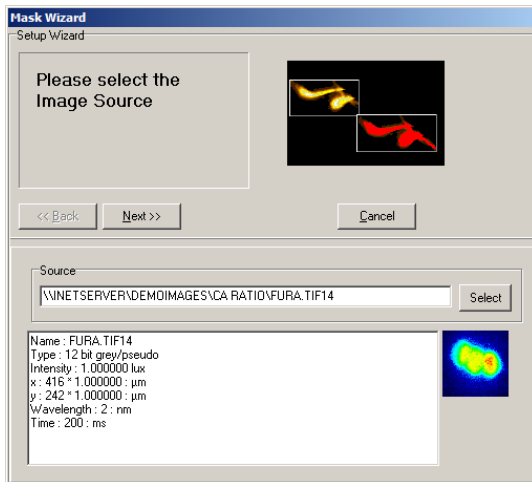 Mask Wizard
Setup Wizard
Please select the
Image Source
<< Back
Next >>
Cancel
Source
\\INETSERVER\DEMOIMAGES\CA RATIO\FURA.TIF14
Select
Name : FURA.TIF14
Type : 12 bit grey/pseudo
Intensity : 1.000000 lux
x : 416 * 1.000000 : µm
y : 242 * 1.000000 : µm
Wavelength : 2 : nm
Time : 200 : ms